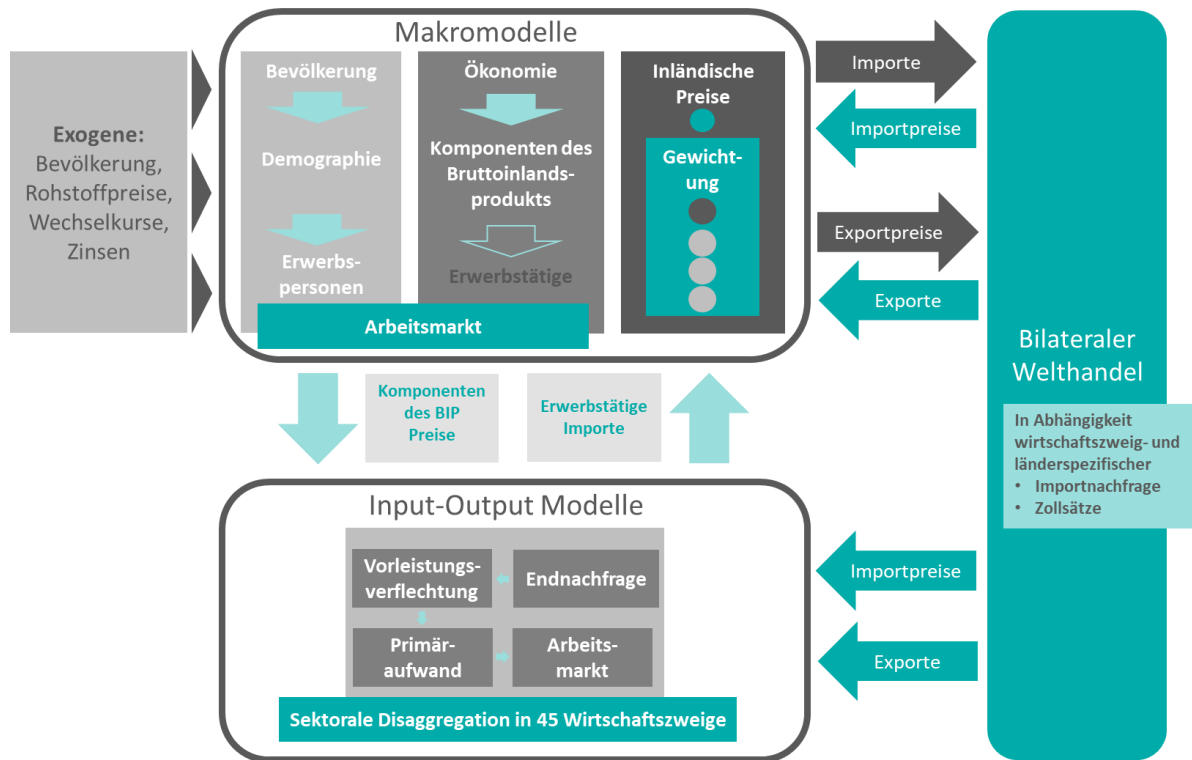 Exogene:
Bevölkerung,
Rohstoffpreise,
Wechselkurse,
Zinsen
Makromodelle
Bevölkerung
Demographie
Erwerbs-
personen
Ökonomie
Komponenten des
Bruttoinlands-
produkts
Erwerbstätige
Arbeitsmarkt
Inländische
Preise
Gewicht-
ung
Importe
Importpreise
Exportpreise
Exporte
Komponenten
des BIP
Preise
Erwerbstätige
Importe
Input-Output Modelle
Vorleistungs-
verflechtung
Endnachfrage
Primär-
aufwand
Arbeits-
markt
Sektorale Disaggregation in 45 Wirtschaftszweige
Importpreise
Exporte
Bilateraler
Welthandel
In Abhängigkeit
wirtschaftszweig- und
länderspezifischer
• Importnachfrage
• Zollsätze